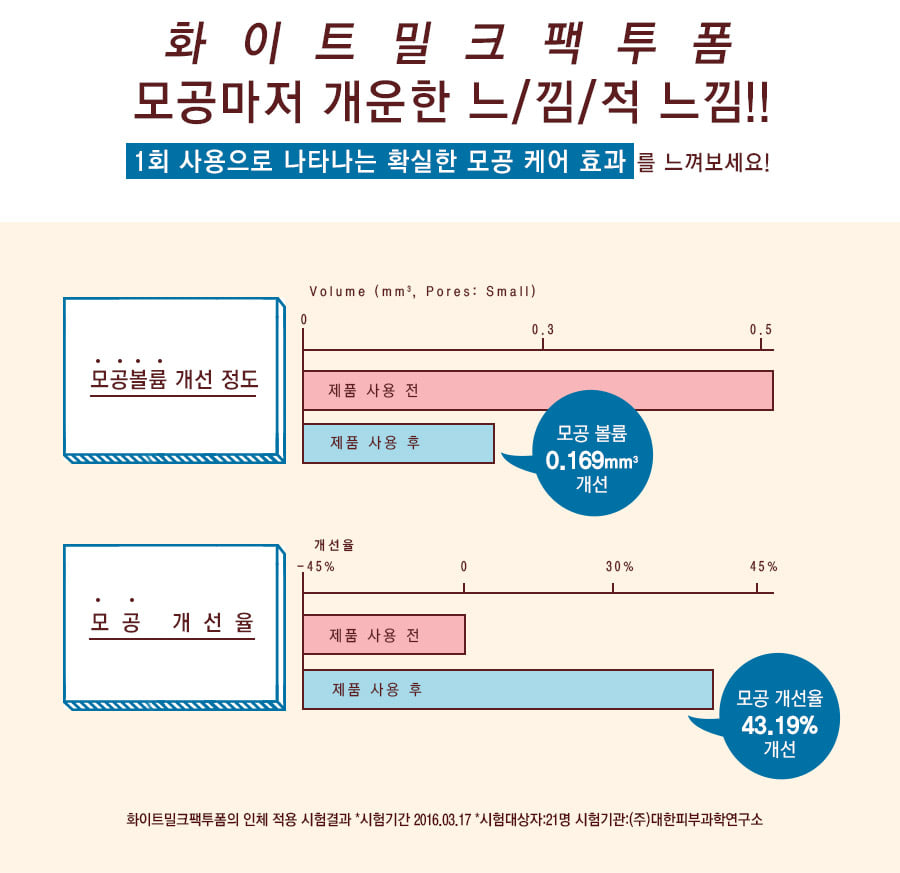 화이트밀크팩투폼
모공마저 개운한 느/낌/적 느낌!!
1회 사용으로 나타나는 확실한 모공 케어 효과를 느껴보세요!
Volume (mm³, Pores: Small)
0 0.3 0.5
모공볼륨 개선 정도
제품 사용 전
제품 사용 후
모공 볼륨
0.169mm³
개선
개선율
-45% 0 30% 45%
모공 개선율
제품 사용 전
제품 사용 후
모공 개선율
43.19%
개선
화이트밀크팩투폼의 인체 적용 시험결과 *시험기간 2016.03.17 *시험대상자:21명 시험기관:(주)대한피부과학연구소